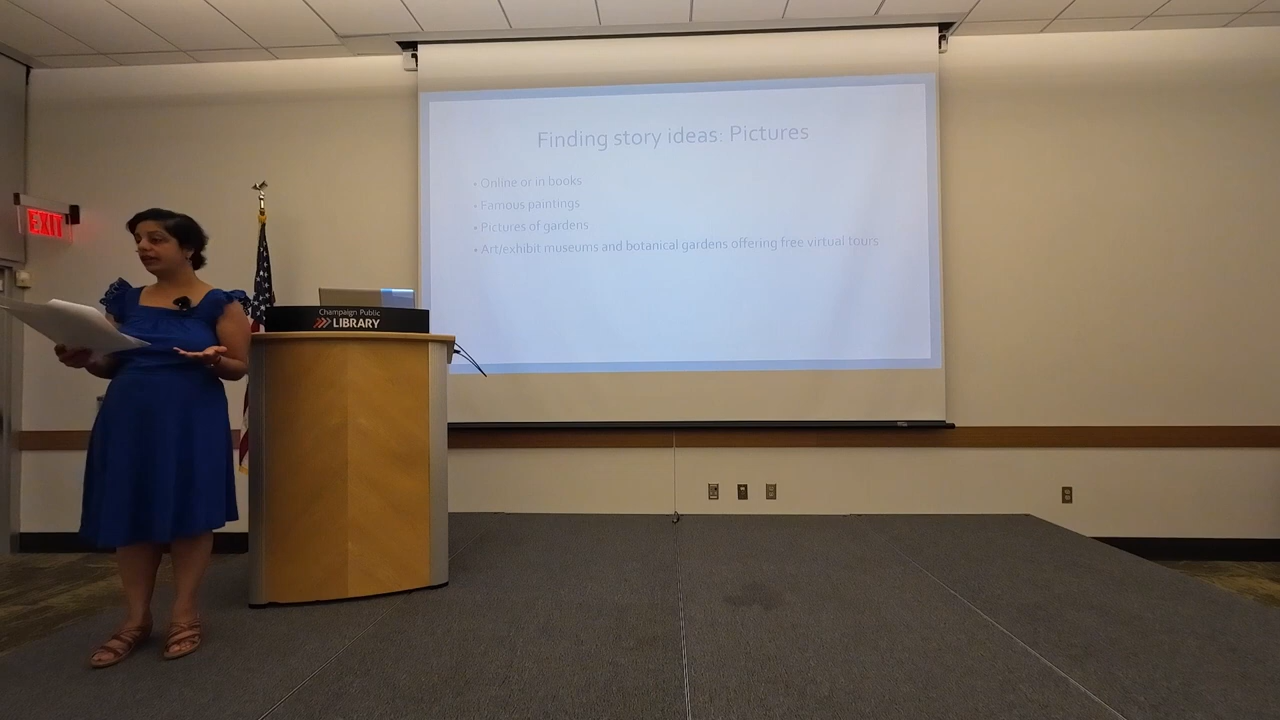 Finding story ideas: Pictures
• Online or in books
• Famous paintings
• Pictures of gardens
• Art/exhibit museums and botanical gardens offering free virtual tours
EXIT
Champaign Public
LIBRARY